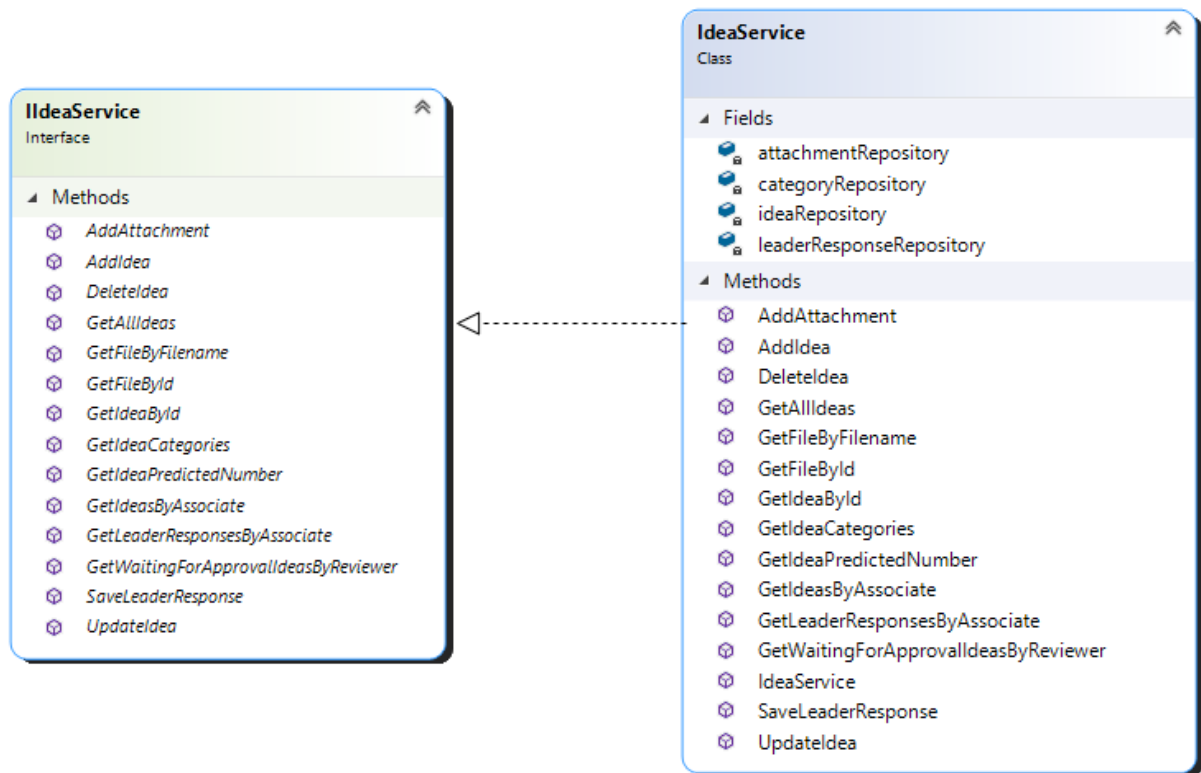 IIdeaService
Interface
Methods
AddAttachment
AddIdea
DeleteIdea
GetAllIdeas
GetFileByFilename
GetFileById
GetIdeaById
GetIdeaCategories
GetIdeaPredictedNumber
GetIdeasByAssociate
GetLeaderResponsesByAssociate
GetWaitingForApprovalIdeasByReviewer
SaveLeaderResponse
UpdateIdea
IdeaService
Class
Fields
attachmentRepository
categoryRepository
ideaRepository
leaderResponseRepository
Methods
AddAttachment
AddIdea
DeleteIdea
GetAllIdeas
GetFileByFilename
GetFileById
GetIdeaById
GetIdeaCategories
GetIdeaPredictedNumber
GetIdeasByAssociate
GetLeaderResponsesByAssociate
GetWaitingForApprovalIdeasByReviewer
IdeaService
SaveLeaderResponse
UpdateIdea